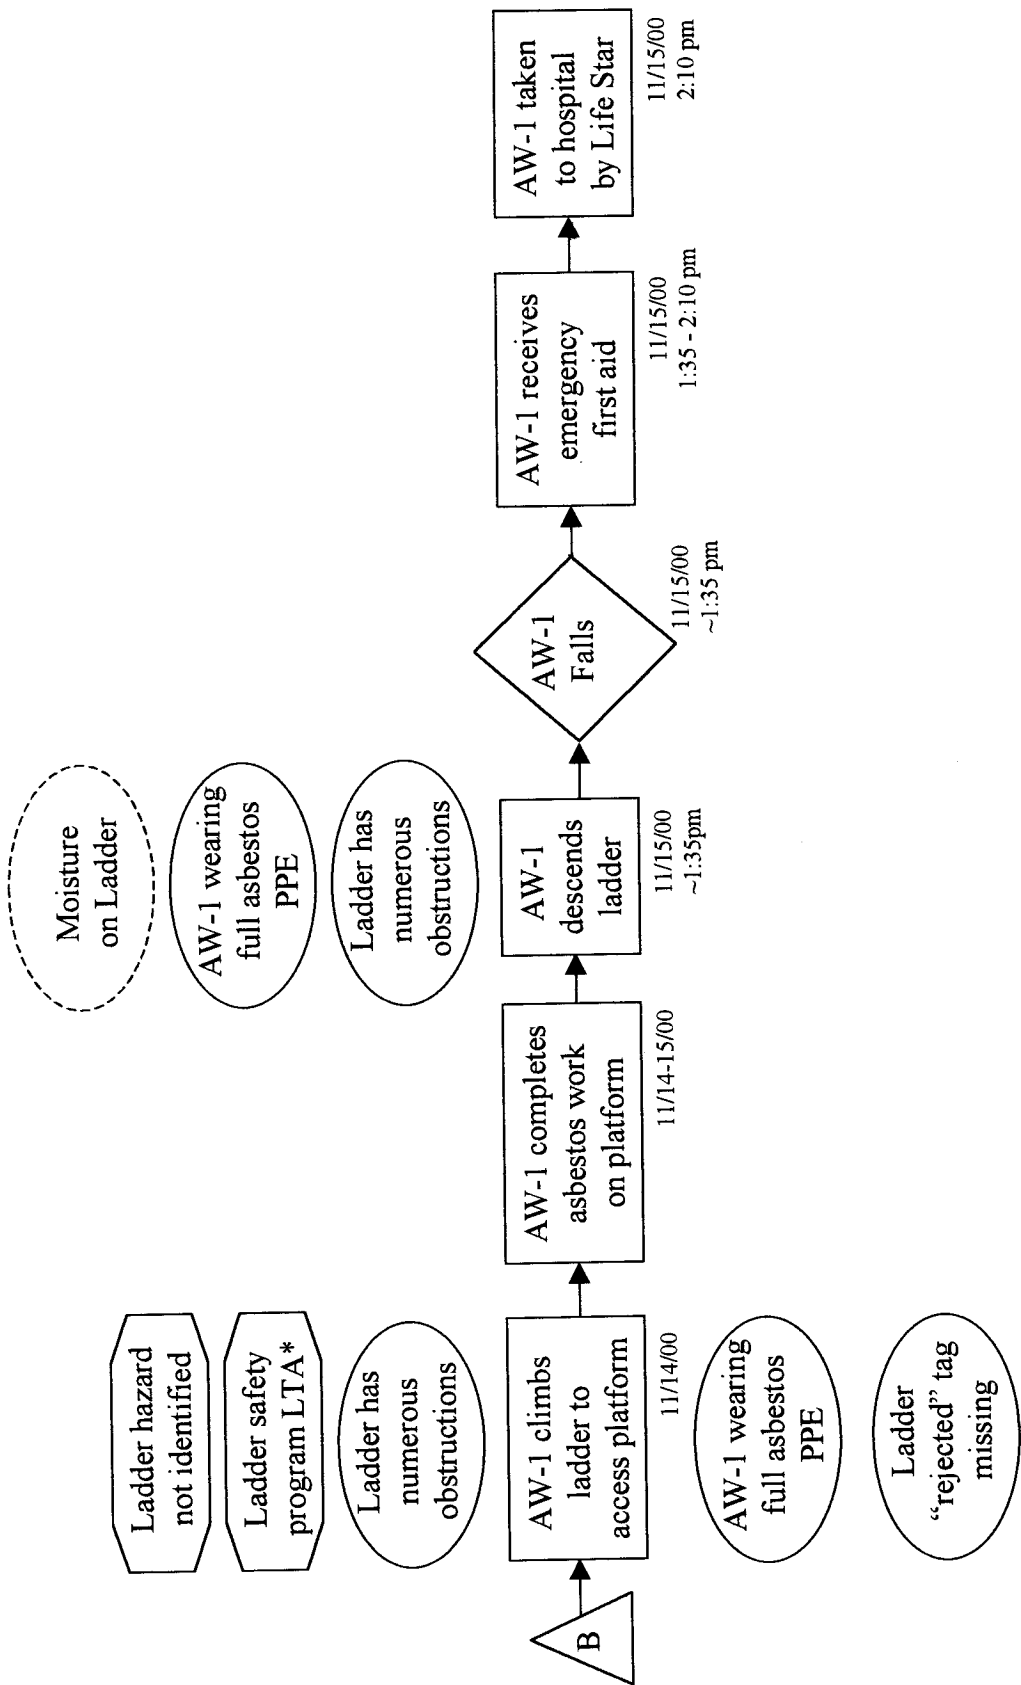 Ladder hazard
not identified
Ladder safety
program LTA*
Ladder has
numerous
obstructions
B
AW-1 climbs
ladder to
access platform
11/14/00
AW-1 wearing
full asbestos
PPE
Ladder
“rejected” tag
missing
AW-1 completes
asbestos work
on platform
11/14-15/00
Moisture
on Ladder
AW-1 wearing
full asbestos
PPE
Ladder has
numerous
obstructions
AW-1
descends
ladder
11/15/00
~1:35pm
AW-1
Falls
11/15/00
~1:35 pm
AW-1 receives
emergency
first aid
11/15/00
1:35 - 2:10 pm
AW-1 taken
to hospital
by Life Star
11/15/00
2:10 pm